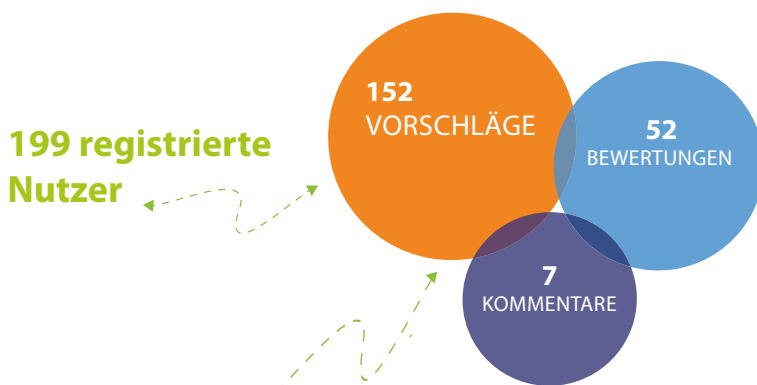 199 registrierte
Nutzer
152
VORSCHLÄGE
52
BEWERTUNGEN
7
KOMMENTARE